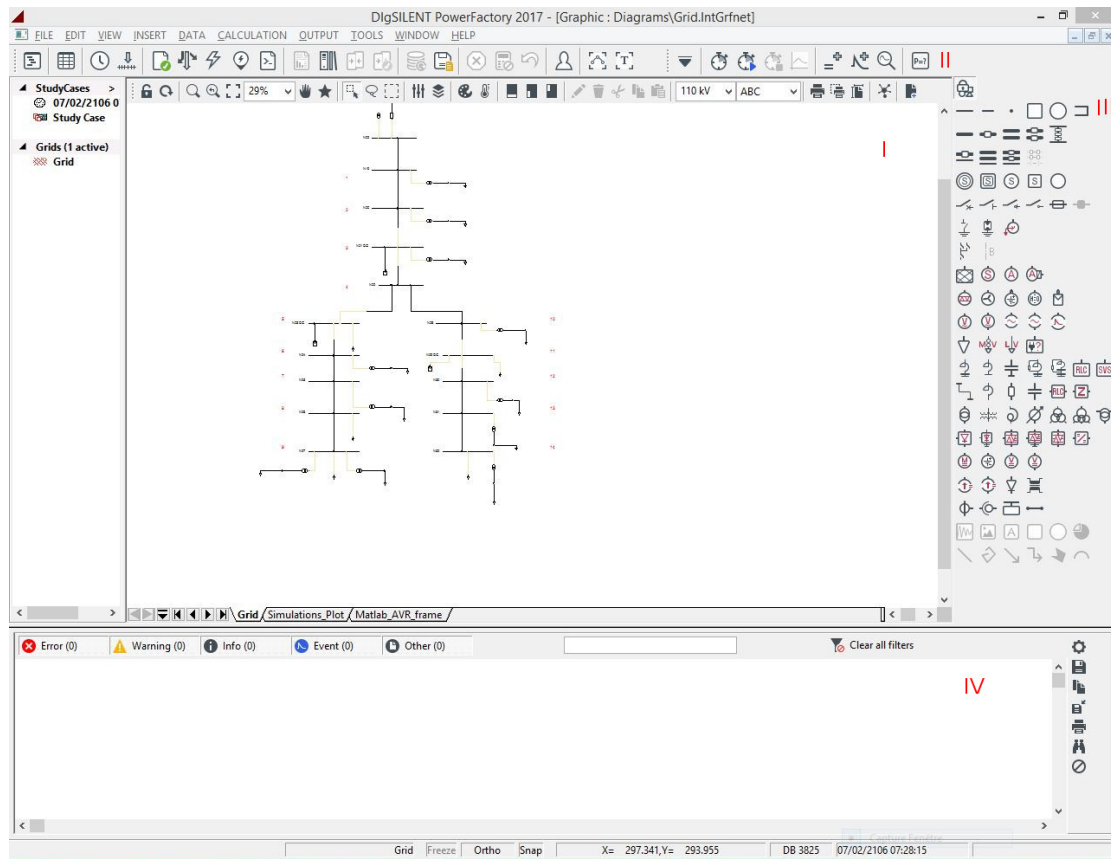 DIgSILENT PowerFactory 2017 - [Graphic : Diagrams\Grid.IntGrfnet]
FILE EDIT VIEW INSERT DATA CALCULATION OUTPUT TOOLS WINDOW HELP
P=? II
StudyCases >
07/02/2106 0
Study Case
Grids (1 active)
Grid
29% 110 kV ABC
I
II
Grid Simulations_Plot Matlab_AVR_frame
Error (0) Warning (0) Info (0) Event (0) Other (0) Clear all filters
IV
Capture Fenêtre
Grid Freeze Ortho Snap X= 297.341,Y= 293.955 DB 3825 07/02/2106 07:28:15